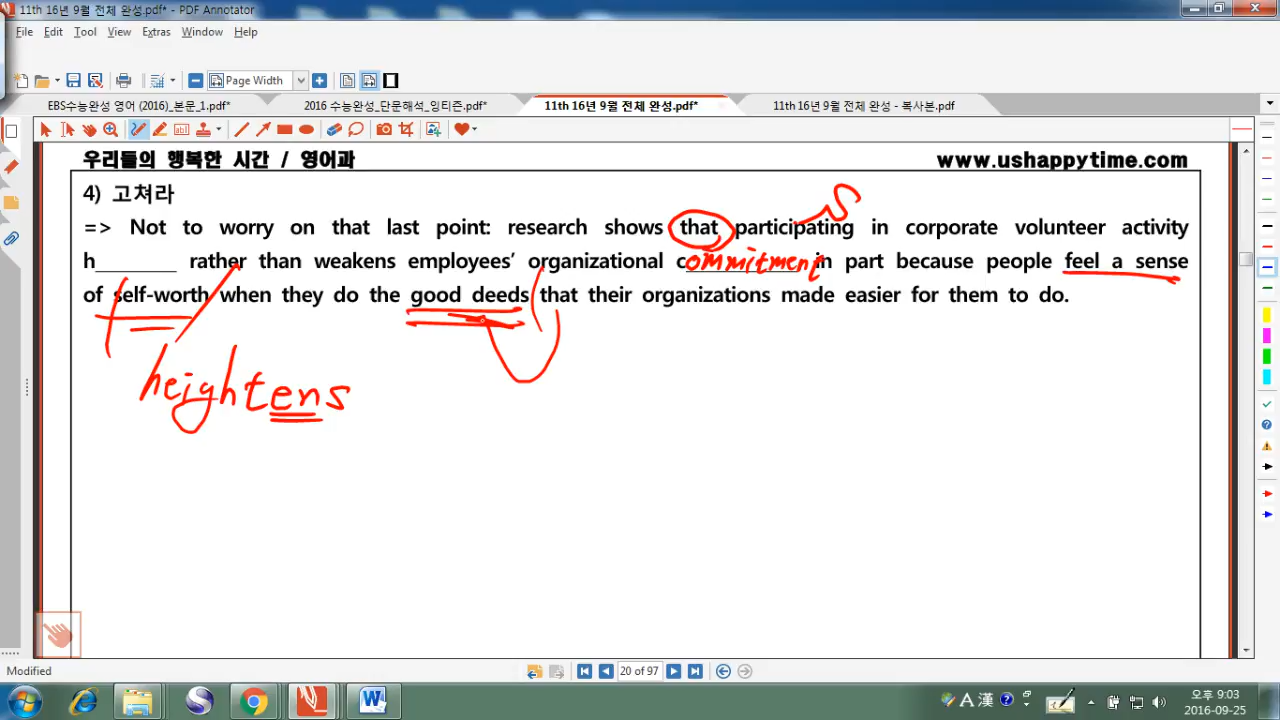 11th 16년 9월 전체 완성.pdf* - PDF Annotator
File Edit Tool View Extras Window Help
Page Width
EBS수능완성 영어 (2016)_본문_1.pdf* 2016 수능완성_단문해석_잉티즌.pdf* 11th 16년 9월 전체 완성.pdf* 11th 16년 9월 전체 완성 - 복사본.pdf
우리들의 행복한 시간 / 영어과 www.ushappytime.com
4) 고쳐라
S
=> Not to worry on that last point: research shows that participating in corporate volunteer activity
h________ rather than weakens employees’ organizational commitment in part because people feel a sense
of self-worth when they do the good deeds that their organizations made easier for them to do.
heightens
Modified 20 of 97
A 漢 오후 9:03
2016-09-25